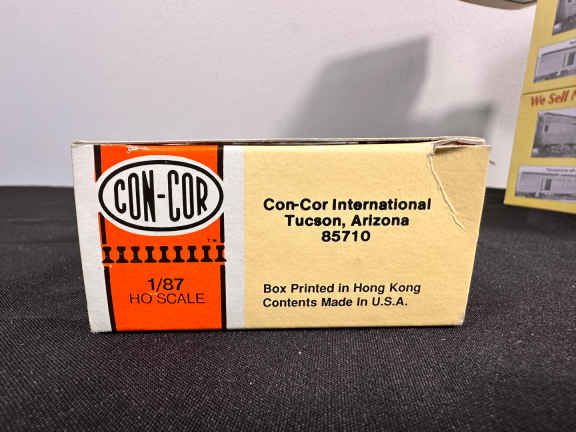 CON-COR
TM
1/87
HO SCALE
Con-Cor International
Tucson, Arizona
85710
Box Printed in Hong Kong
Contents Made In U.S.A.
We Sell